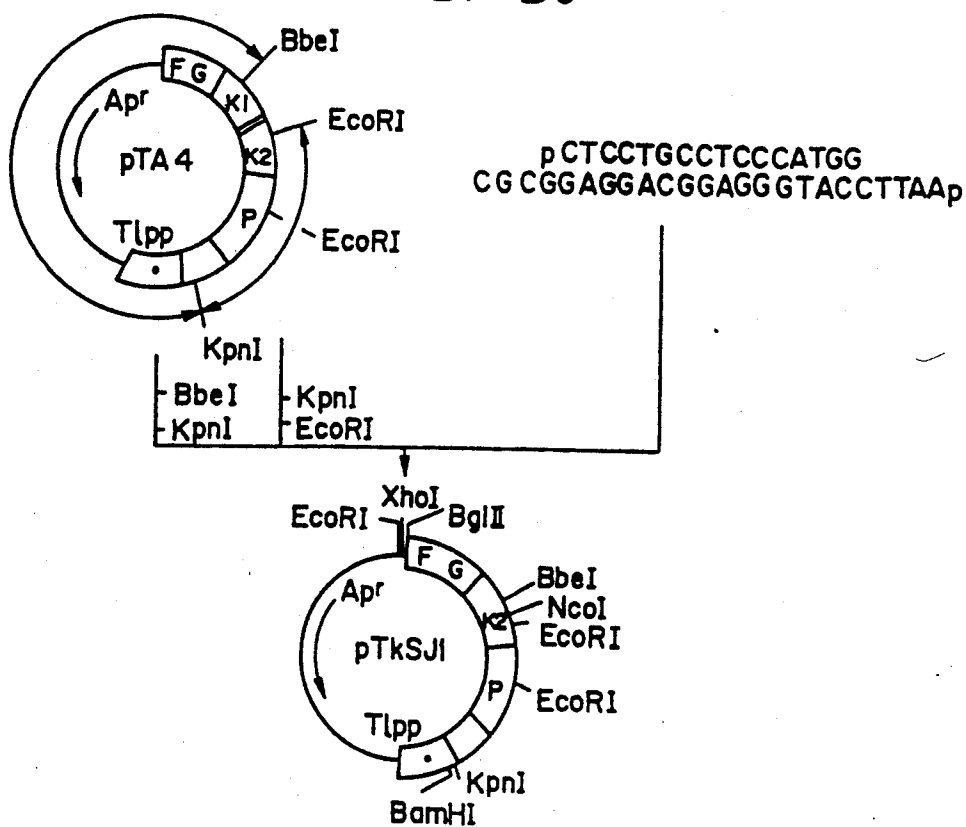 BbeI
F G
K1
Apr
EcoRI
pTA4
K2
pCTCCTGCCTCCCATGG
CGCGGAGGACGGAGGGTACCTTAAp
P
Tlpp
EcoRI
KpnI
BbeI
KpnI
KpnI
EcoRI
XhoI
EcoRI
BglII
F G
BbeI
Apr
NcoI
K2
EcoRI
pTkSJ1
P
EcoRI
Tlpp
KpnI
BamHI